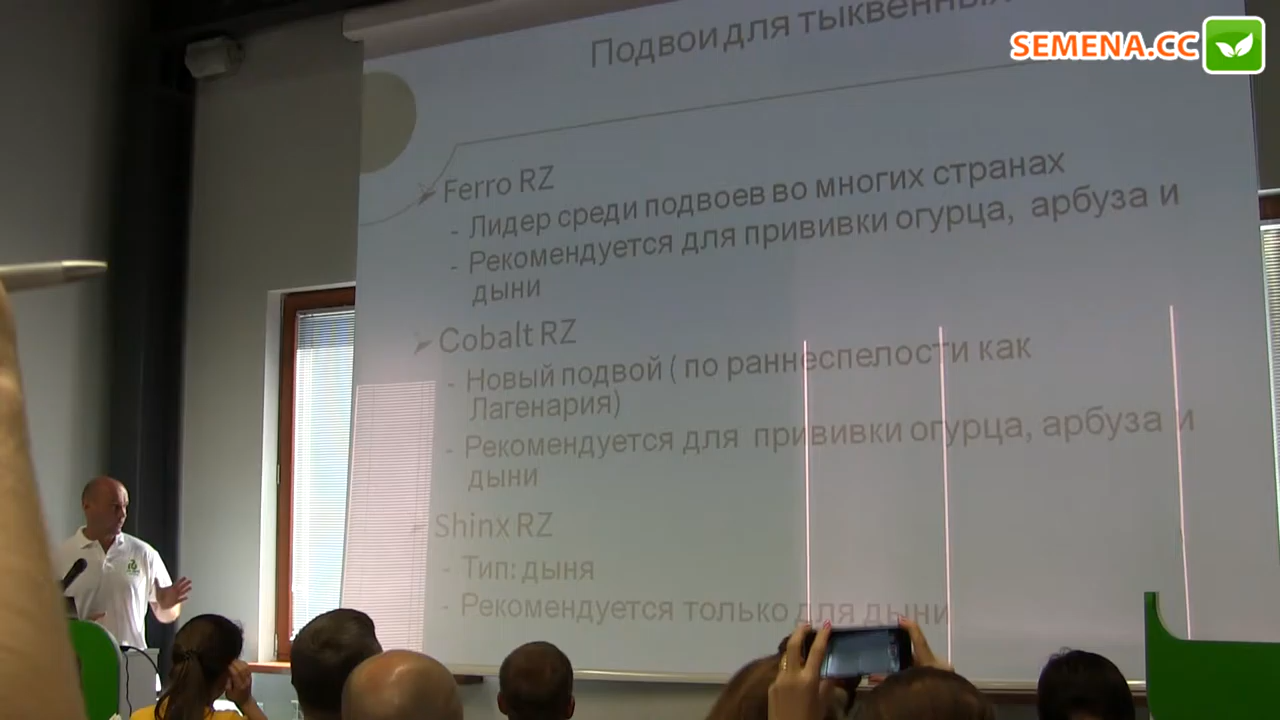 SEMENA.CC
Подвои для тыквенных
Ferro RZ
- Лидер среди подвоев во многих странах
- Рекомендуется для прививки огурца, арбуза и
дыни
Cobalt RZ
- Новый подвой ( по раннеспелости как
Лагенария)
- Рекомендуется для прививки огурца, арбуза и
дыни
Shinx RZ
- Тип: дыня
- Рекомендуется только для дыни